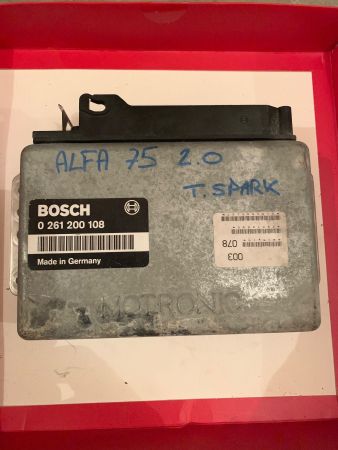 ALFA 75 2.0
T. SPARK
BOSCH
0 261 200 108
Made in Germany
003 078
MOTRONIC